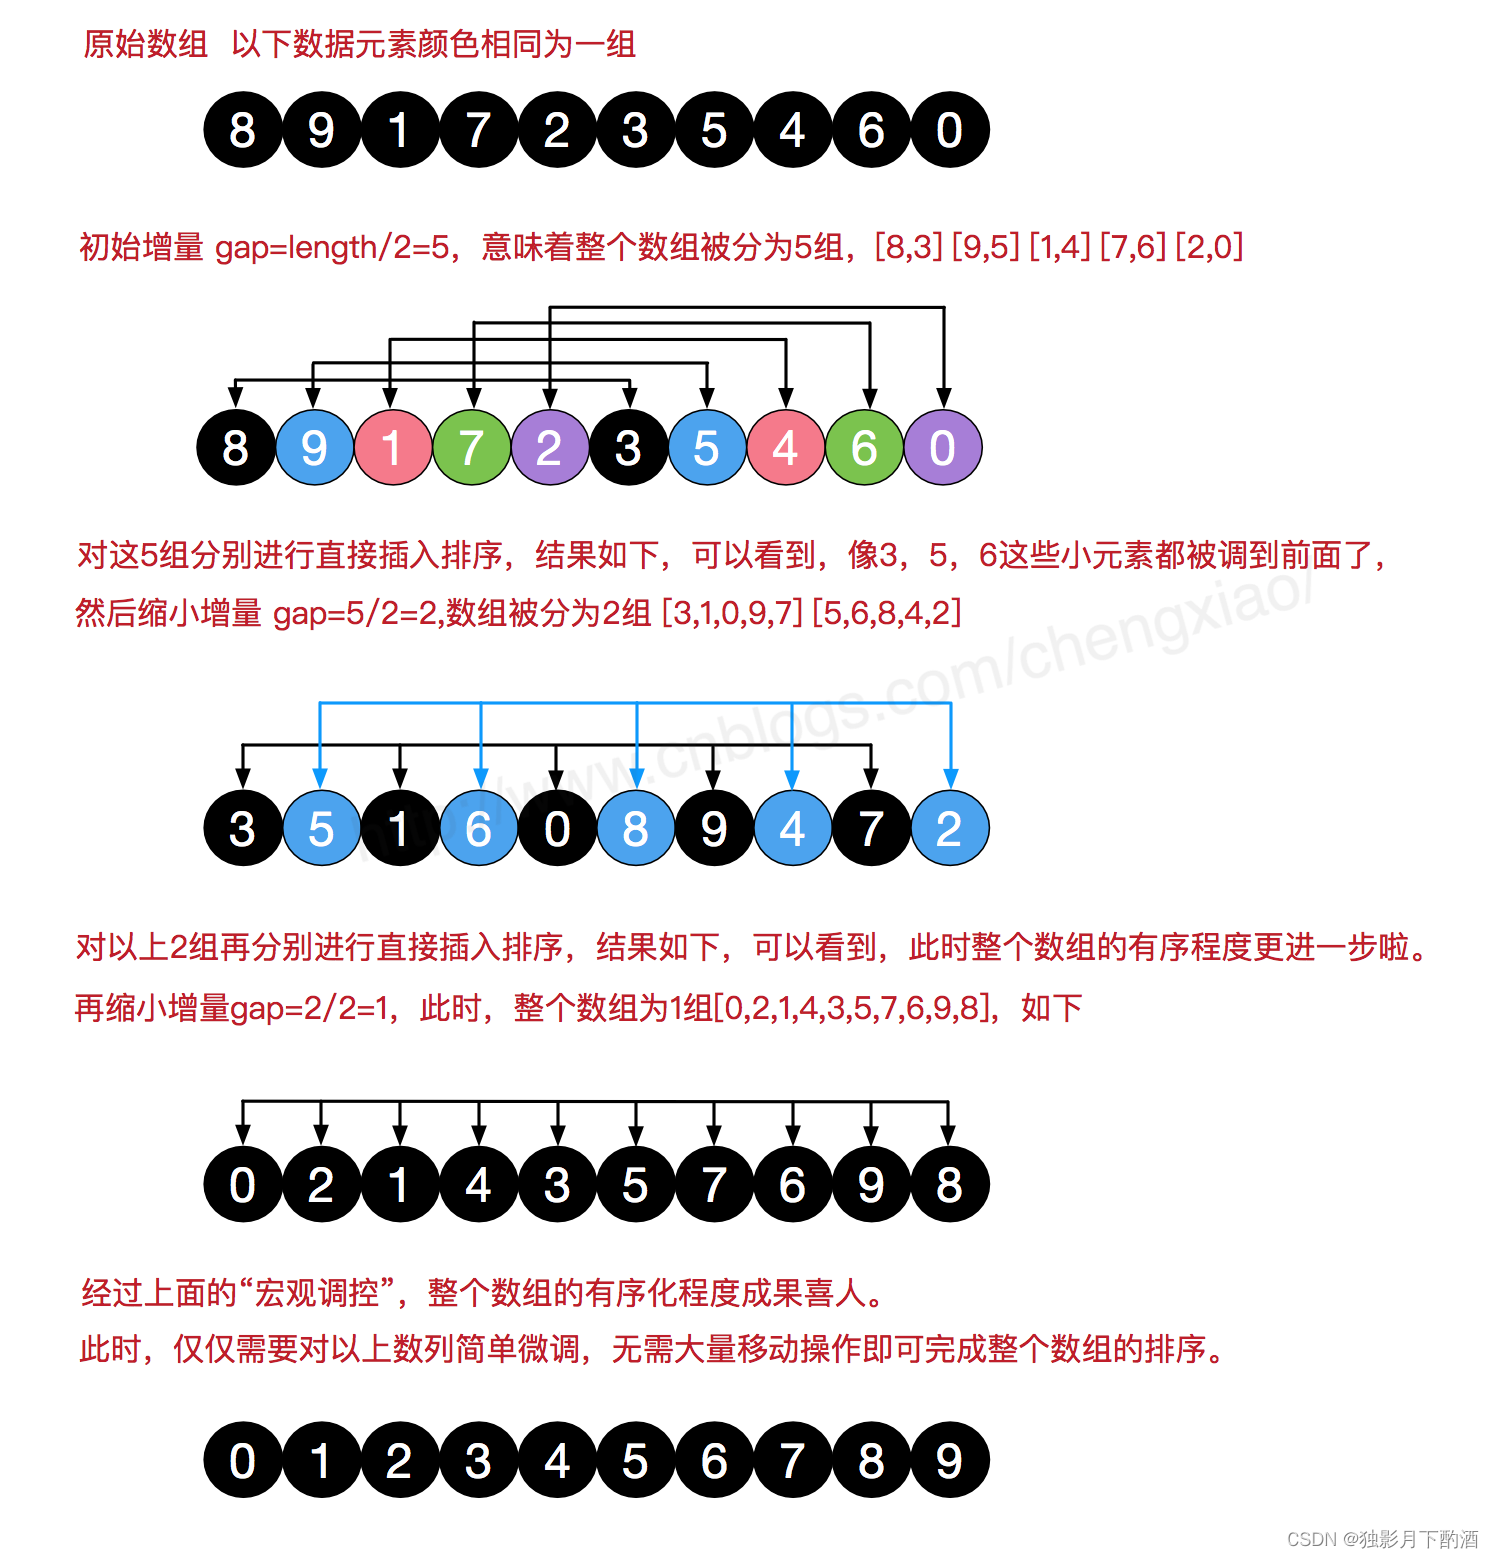 原始数组 以下数据元素颜色相同为一组
8 9 1 7 2 3 5 4 6 0
初始增量 gap=length/2=5，意味着整个数组被分为5组，[8,3][9,5][1,4][7,6][2,0]
8 9 1 7 2 3 5 4 6 0
对这5组分别进行直接插入排序，结果如下，可以看到，像3，5，6这些小元素都被调到前面了，
然后缩小增量 gap=5/2=2,数组被分为2组 [3,1,0,9,7][5,6,8,4,2]
http://www.cnblogs.com/chengxiao/
3 5 1 6 0 8 9 4 7 2
对以上2组再分别进行直接插入排序，结果如下，可以看到，此时整个数组的有序程度更进一步啦。
再缩小增量gap=2/2=1，此时，整个数组为1组[0,2,1,4,3,5,7,6,9,8]，如下
0 2 1 4 3 5 7 6 9 8
经过上面的“宏观调控”，整个数组的有序化程度成果喜人。
此时，仅仅需要对以上数列简单微调，无需大量移动操作即可完成整个数组的排序。
0 1 2 3 4 5 6 7 8 9
CSDN @独影月下酌酒